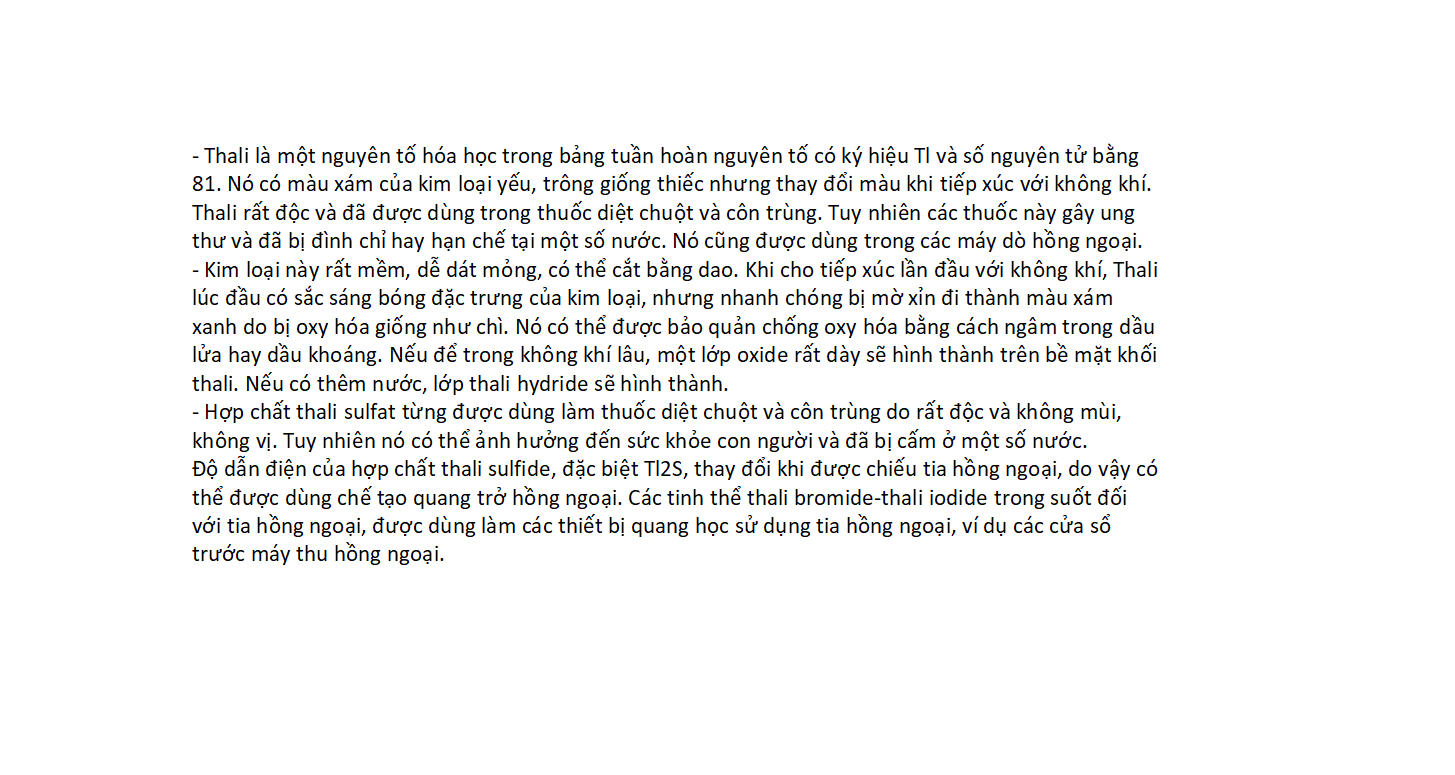 - Thali là một nguyên tố hóa học trong bảng tuần hoàn nguyên tố có ký hiệu Tl và số nguyên tử bằng
81. Nó có màu xám của kim loại yếu, trông giống thiếc nhưng thay đổi màu khi tiếp xúc với không khí.
Thali rất độc và đã được dùng trong thuốc diệt chuột và côn trùng. Tuy nhiên các thuốc này gây ung
thư và đã bị đình chỉ hay hạn chế tại một số nước. Nó cũng được dùng trong các máy dò hồng ngoại.
- Kim loại này rất mềm, dễ dát mỏng, có thể cắt bằng dao. Khi cho tiếp xúc lần đầu với không khí, Thali
lúc đầu có sắc sáng bóng đặc trưng của kim loại, nhưng nhanh chóng bị mờ xỉn đi thành màu xám
xanh do bị oxy hóa giống như chì. Nó có thể được bảo quản chống oxy hóa bằng cách ngâm trong dầu
lửa hay dầu khoáng. Nếu để trong không khí lâu, một lớp oxide rất dày sẽ hình thành trên bề mặt khối
thali. Nếu có thêm nước, lớp thali hydride sẽ hình thành.
- Hợp chất thali sulfat từng được dùng làm thuốc diệt chuột và côn trùng do rất độc và không mùi,
không vị. Tuy nhiên nó có thể ảnh hưởng đến sức khỏe con người và đã bị cấm ở một số nước.
Độ dẫn điện của hợp chất thali sulfide, đặc biệt Tl2S, thay đổi khi được chiếu tia hồng ngoại, do vậy có
thể được dùng chế tạo quang trở hồng ngoại. Các tinh thể thali bromide-thali iodide trong suốt đối
với tia hồng ngoại, được dùng làm các thiết bị quang học sử dụng tia hồng ngoại, ví dụ các cửa sổ
trước máy thu hồng ngoại.